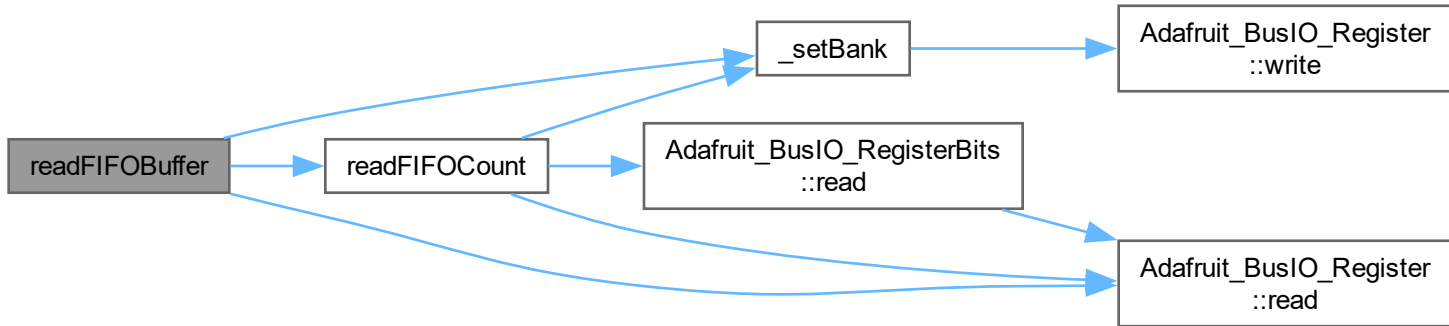 readFIFOBuffer
readFIFOCount
_setBank
Adafruit_BusIO_RegisterBits
::read
Adafruit_BusIO_Register
::write
Adafruit_BusIO_Register
::read